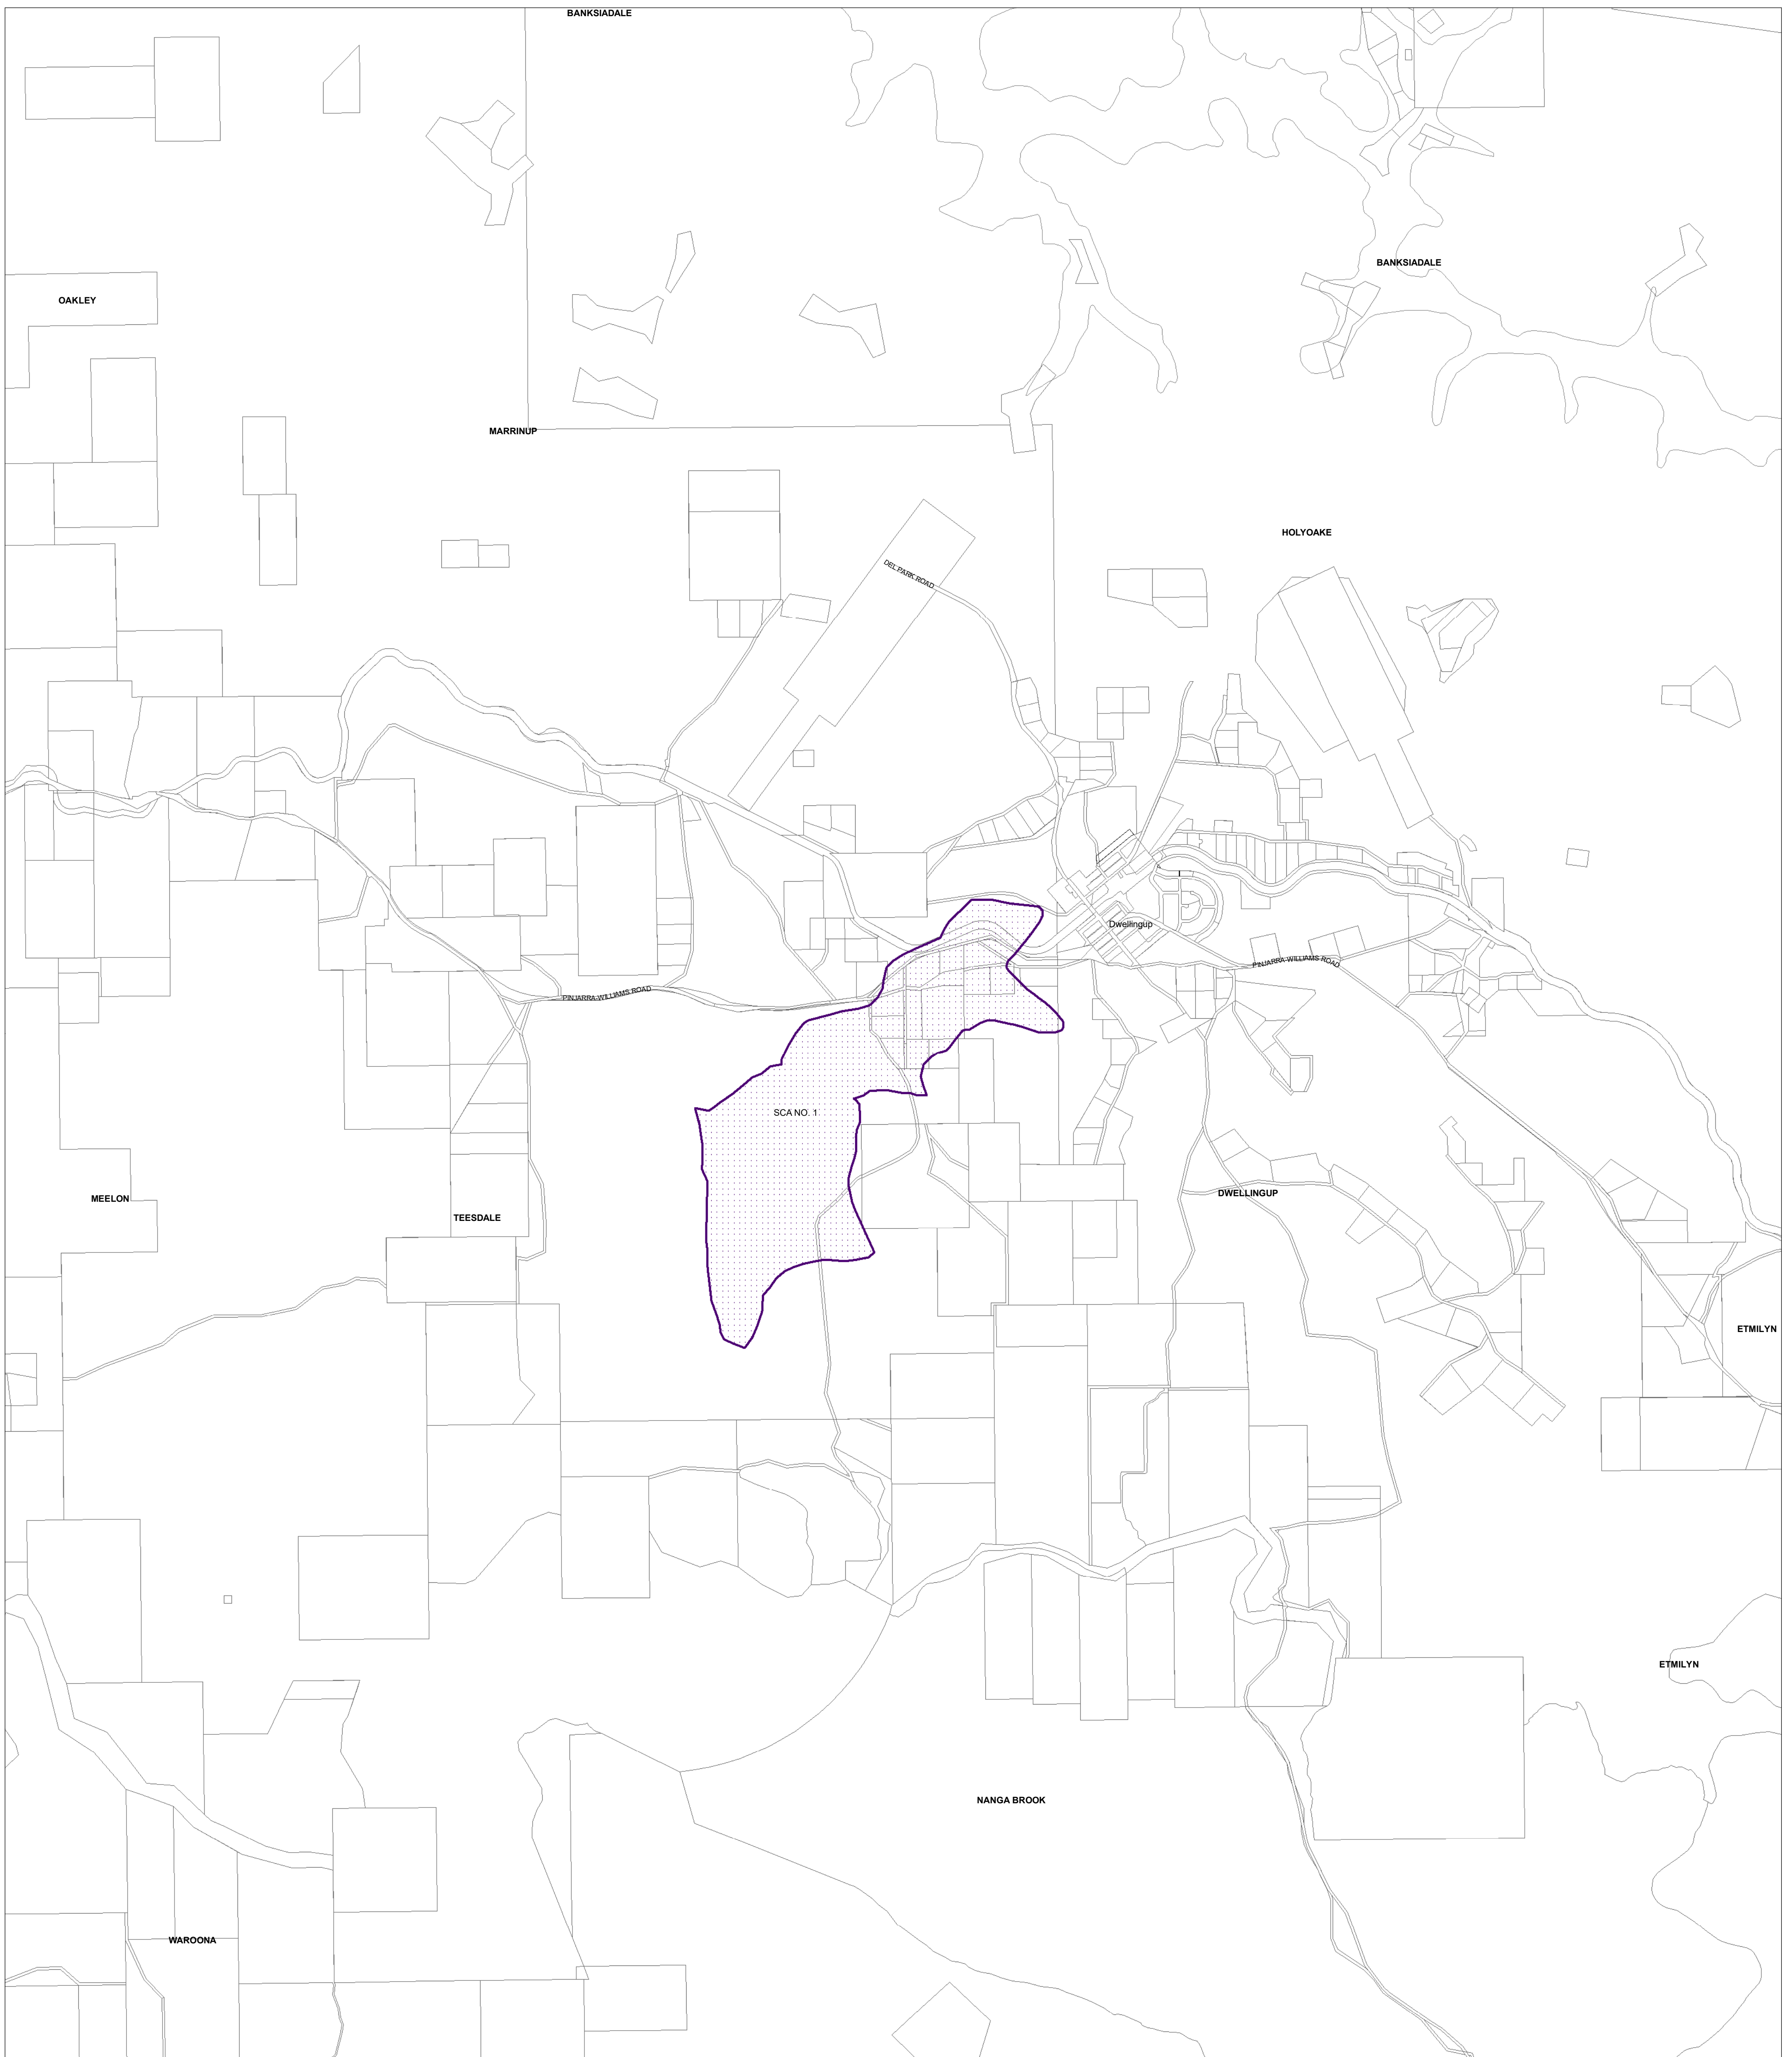 BANKSIADALE
BANKSIADALE
OAKLEY
MARRINUP
HOLYOAKE
DEL PARK ROAD
Dwellingup
PINJARRA-WILLIAMS ROAD
PINJARRA-WILLIAMS ROAD
SCA NO. 1
DWELLINGUP
MEELON
TEESDALE
ETMILYN
ETMILYN
NANGA BROOK
WAROONA